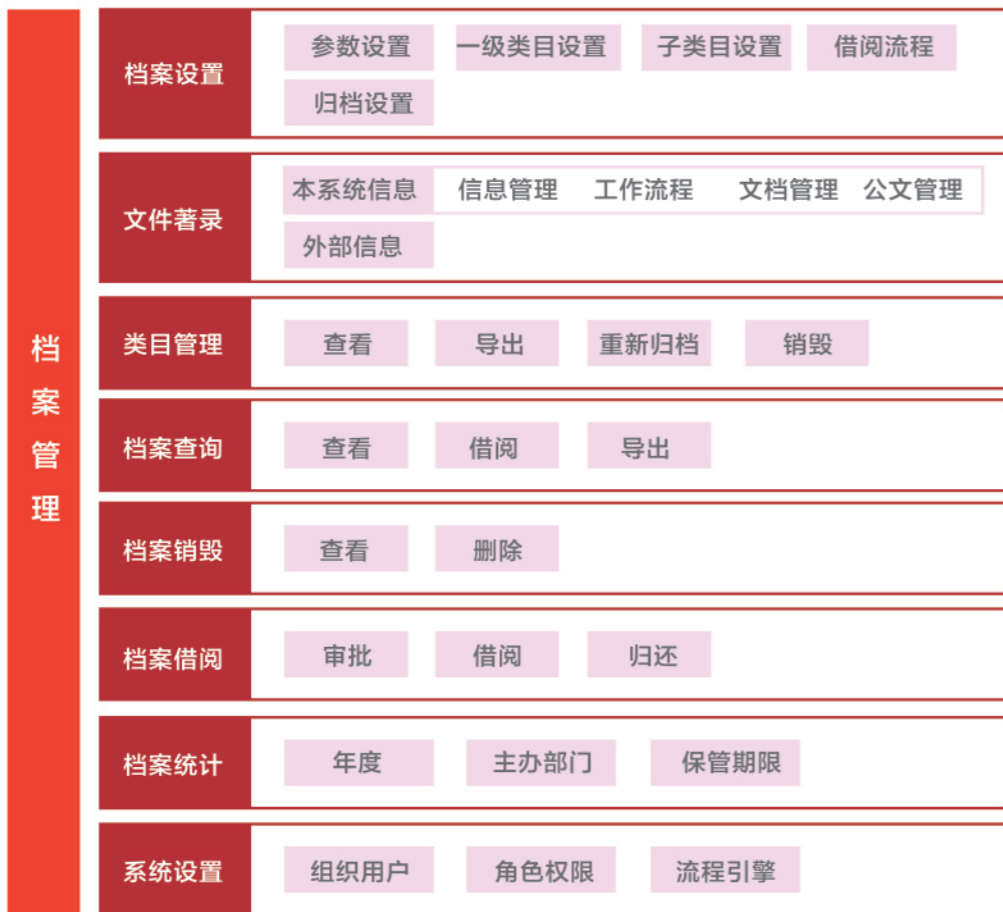 档案管理
档案设置
参数设置 一级类目设置 子类目设置 借阅流程
归档设置
文件著录
本系统信息 信息管理 工作流程 文档管理 公文管理
外部信息
类目管理
查看 导出 重新归档 销毁
档案查询
查看 借阅 导出
档案销毁
查看 删除
档案借阅
审批 借阅 归还
档案统计
年度 主办部门 保管期限
系统设置
组织用户 角色权限 流程引擎